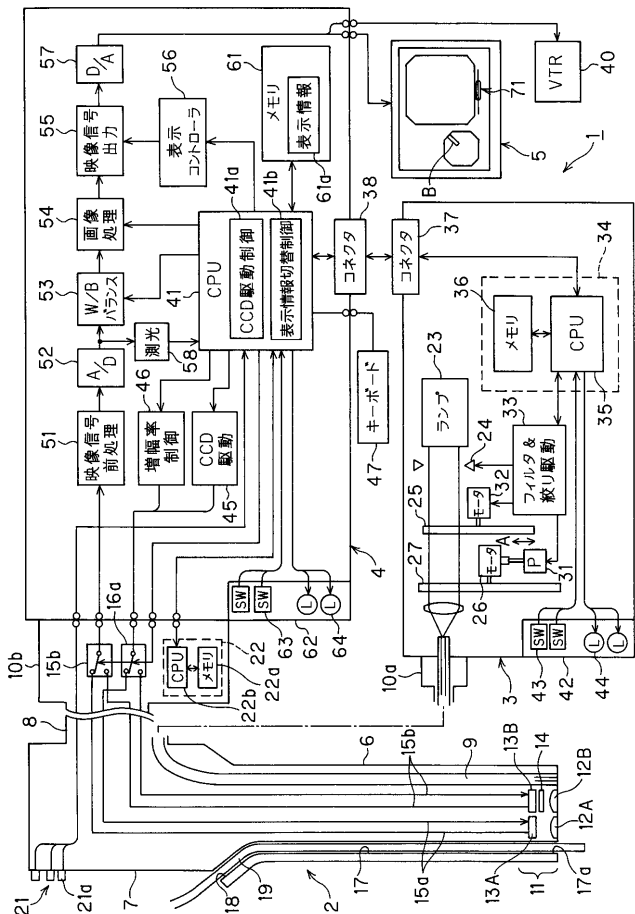 51
52
53
54
55
57
映像信号
前処理
A/D
W/B
バランス
画像
処理
映像信号
出力
D/A
測光
58
46
増幅率
制御
CCD
駆動
45
41
CPU
41a
CCD駆動制御
41b
表示情報切替制御
56
表示
コントローラ
61
メモリ
表示情報
61a
38
コネクタ
キーボード
47
VTR
40
71
B
5
1
10b
15b
16a
8
CPU
メモリ
22
22a
22b
SW
SW
63
62
L
L
64
4
コネクタ
37
34
36
メモリ
CPU
35
23
ランプ
24
25
27
33
フィルタ&
絞り駆動
モータ
32
A
モータ
26
P
31
10a
SW
SW
43
42
L
L
44
3
21
21a
7
18
19
2
17
17a
6
9
15b
15a
13B
14
12B
12A
13A
11